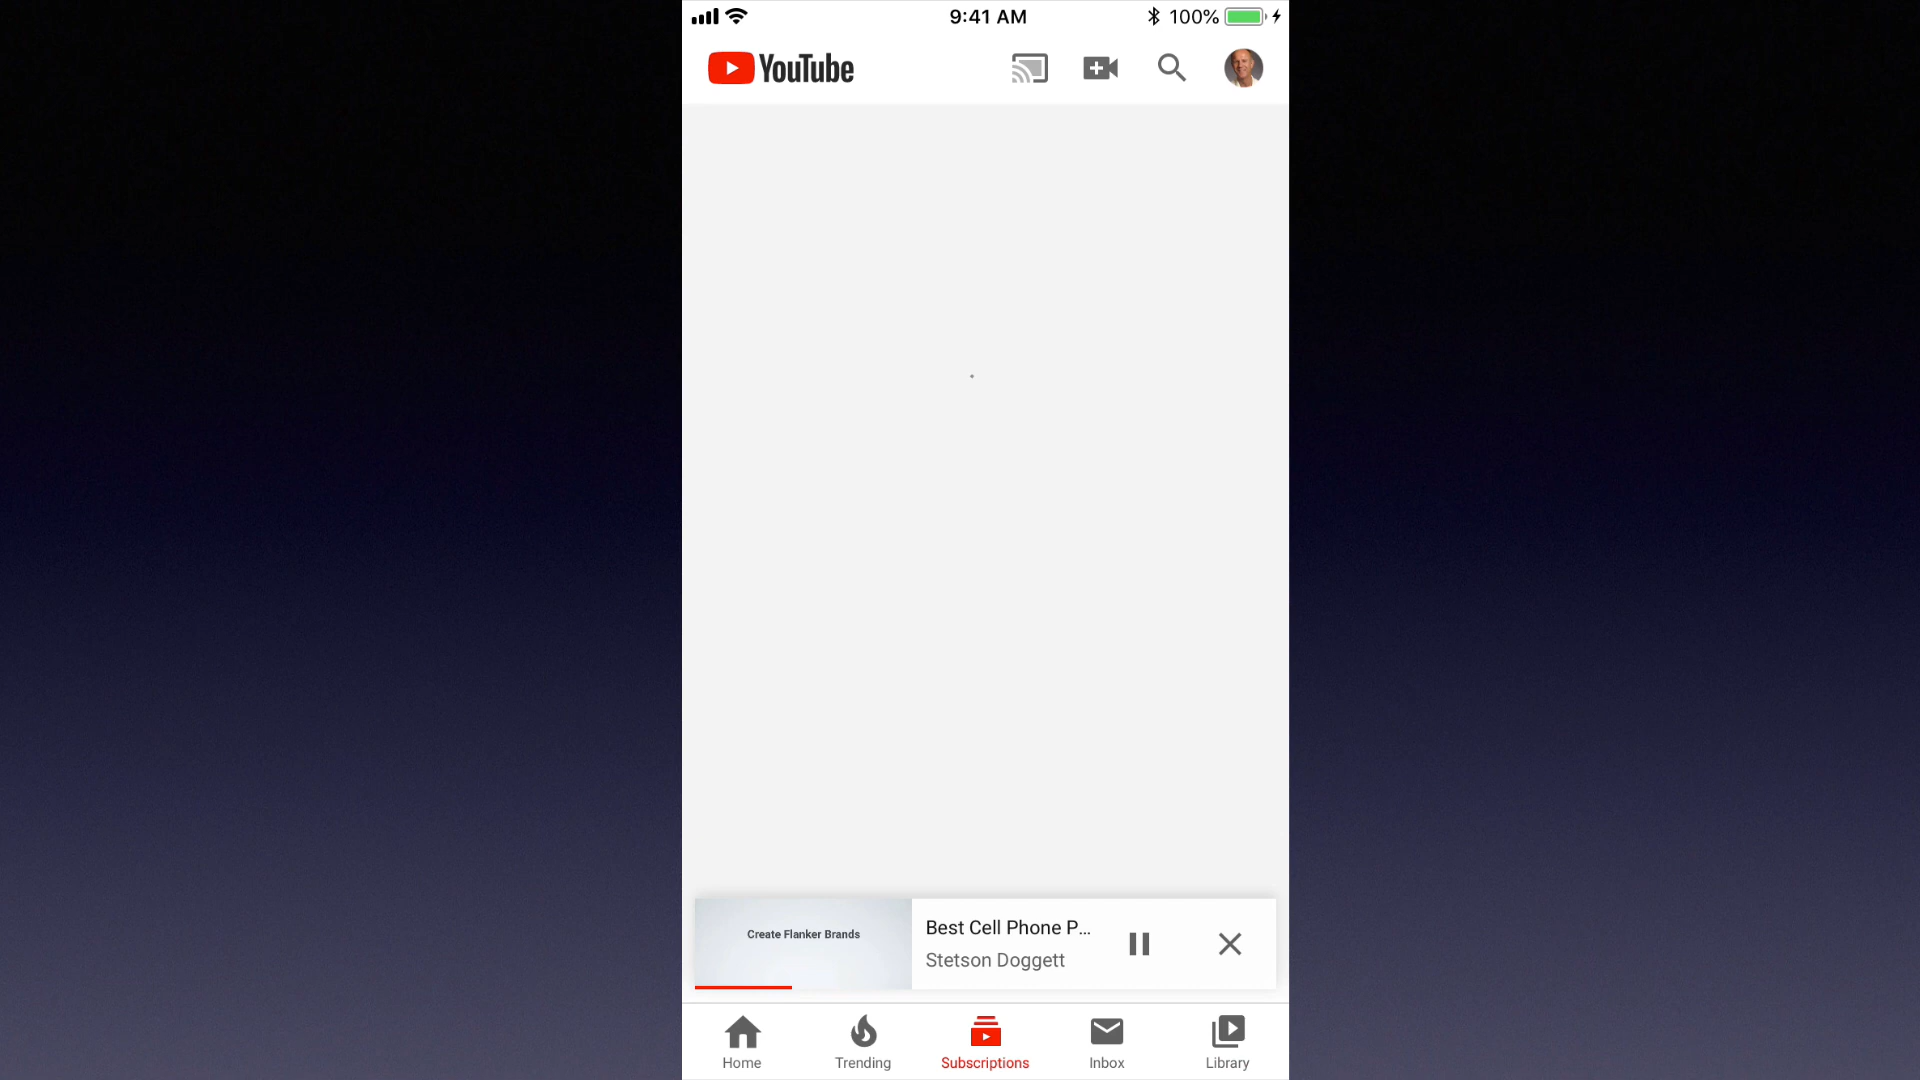 9:41 AM
100%
YouTube
Create Flanker Brands
Best Cell Phone P...
Stetson Doggett
Home
Trending
Subscriptions
Inbox
Library